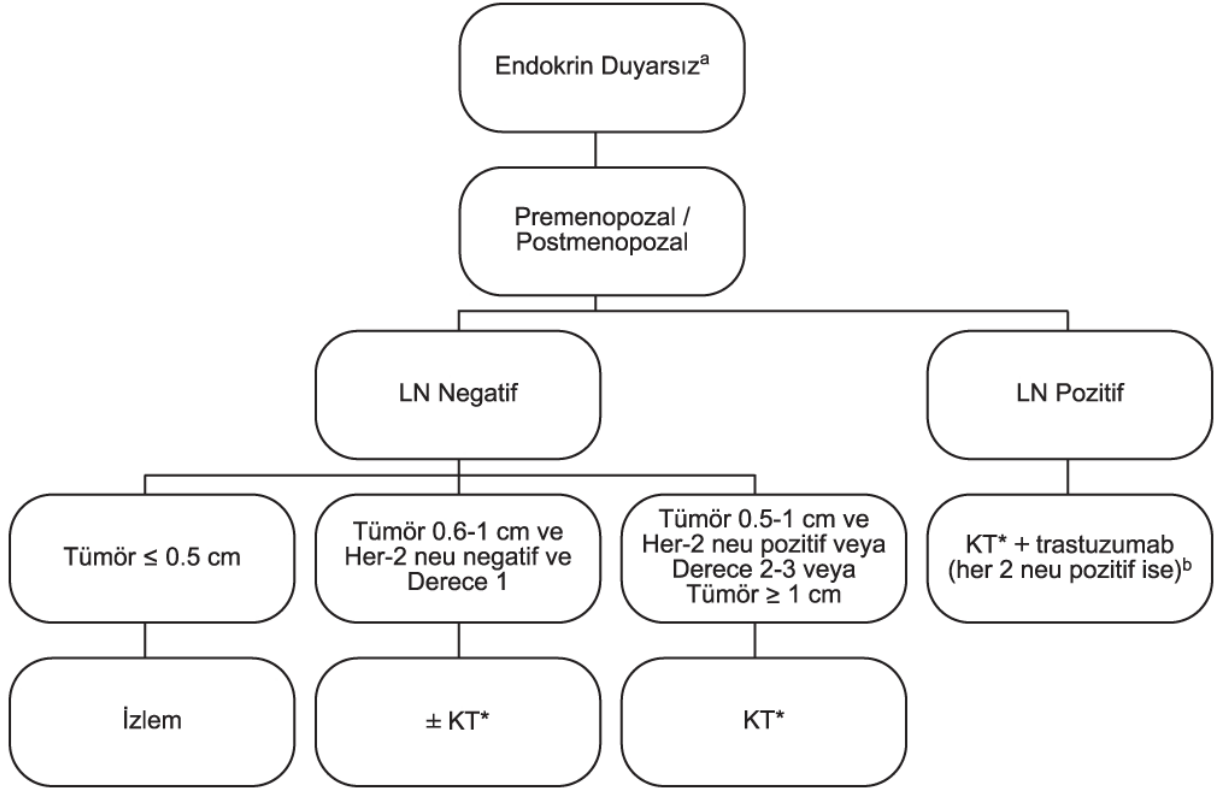 Endokrin Duyarsızᵃ
Premenopozal /
Postmenopozal
LN Negatif
LN Pozitif
Tümör ≤ 0.5 cm
Tümör 0.6-1 cm ve
Her-2 neu negatif ve
Derece 1
Tümör 0.5-1 cm ve
Her-2 neu pozitif veya
Derece 2-3 veya
Tümör ≥ 1 cm
KT* + trastuzumab
(her 2 neu pozitif ise)ᵇ
İzlem
± KT*
KT*